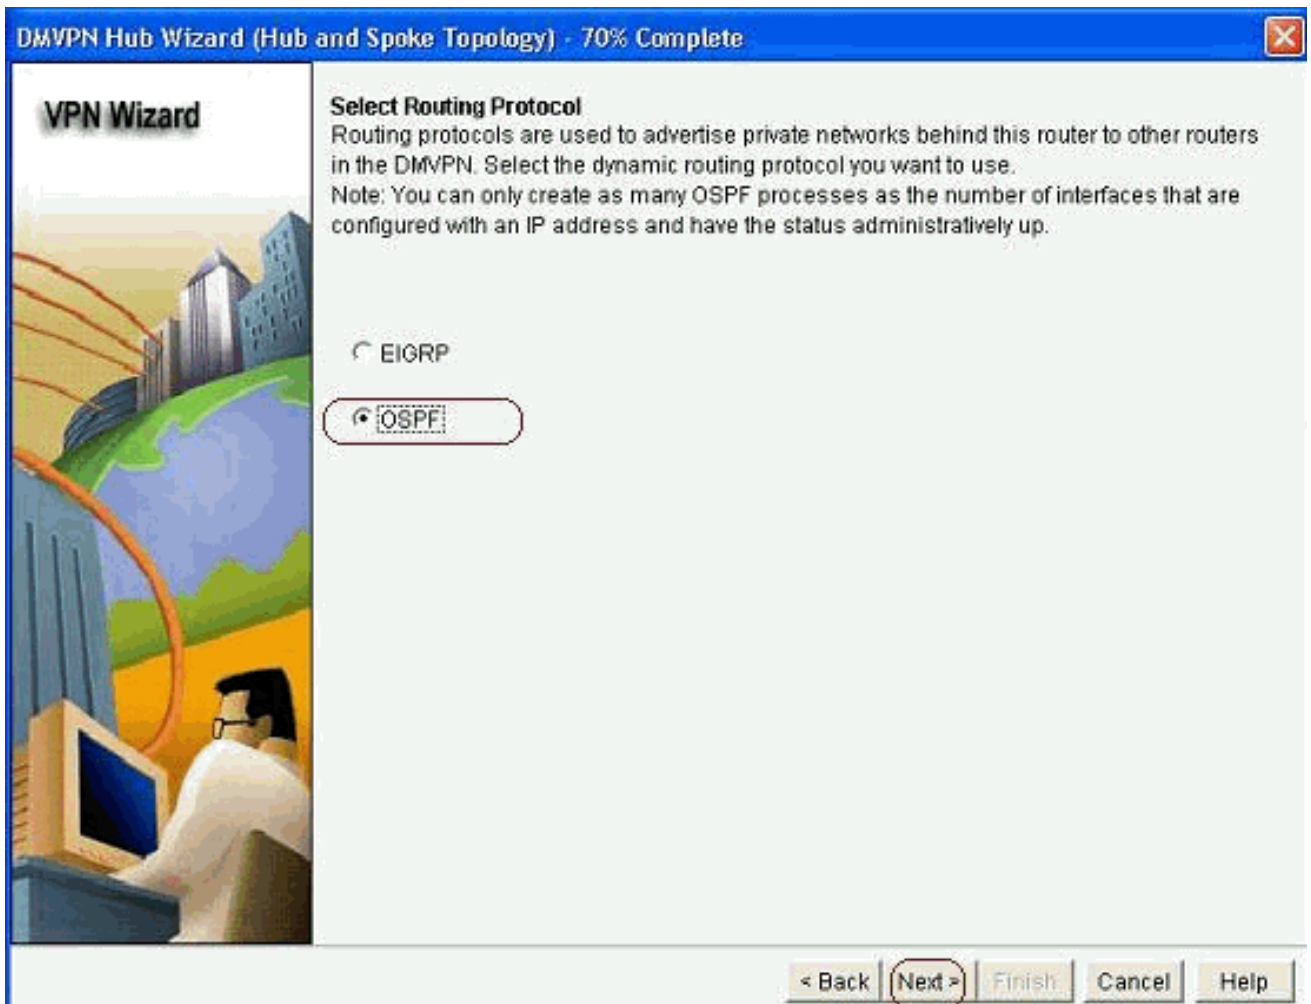 DMVPN Hub Wizard (Hub and Spoke Topology) - 70% Complete
VPN Wizard
Select Routing Protocol
Routing protocols are used to advertise private networks behind this router to other routers
in the DMVPN. Select the dynamic routing protocol you want to use.
Note: You can only create as many OSPF processes as the number of interfaces that are
configured with an IP address and have the status administratively up.
EIGRP
OSPF
< Back Next > Finish Cancel Help